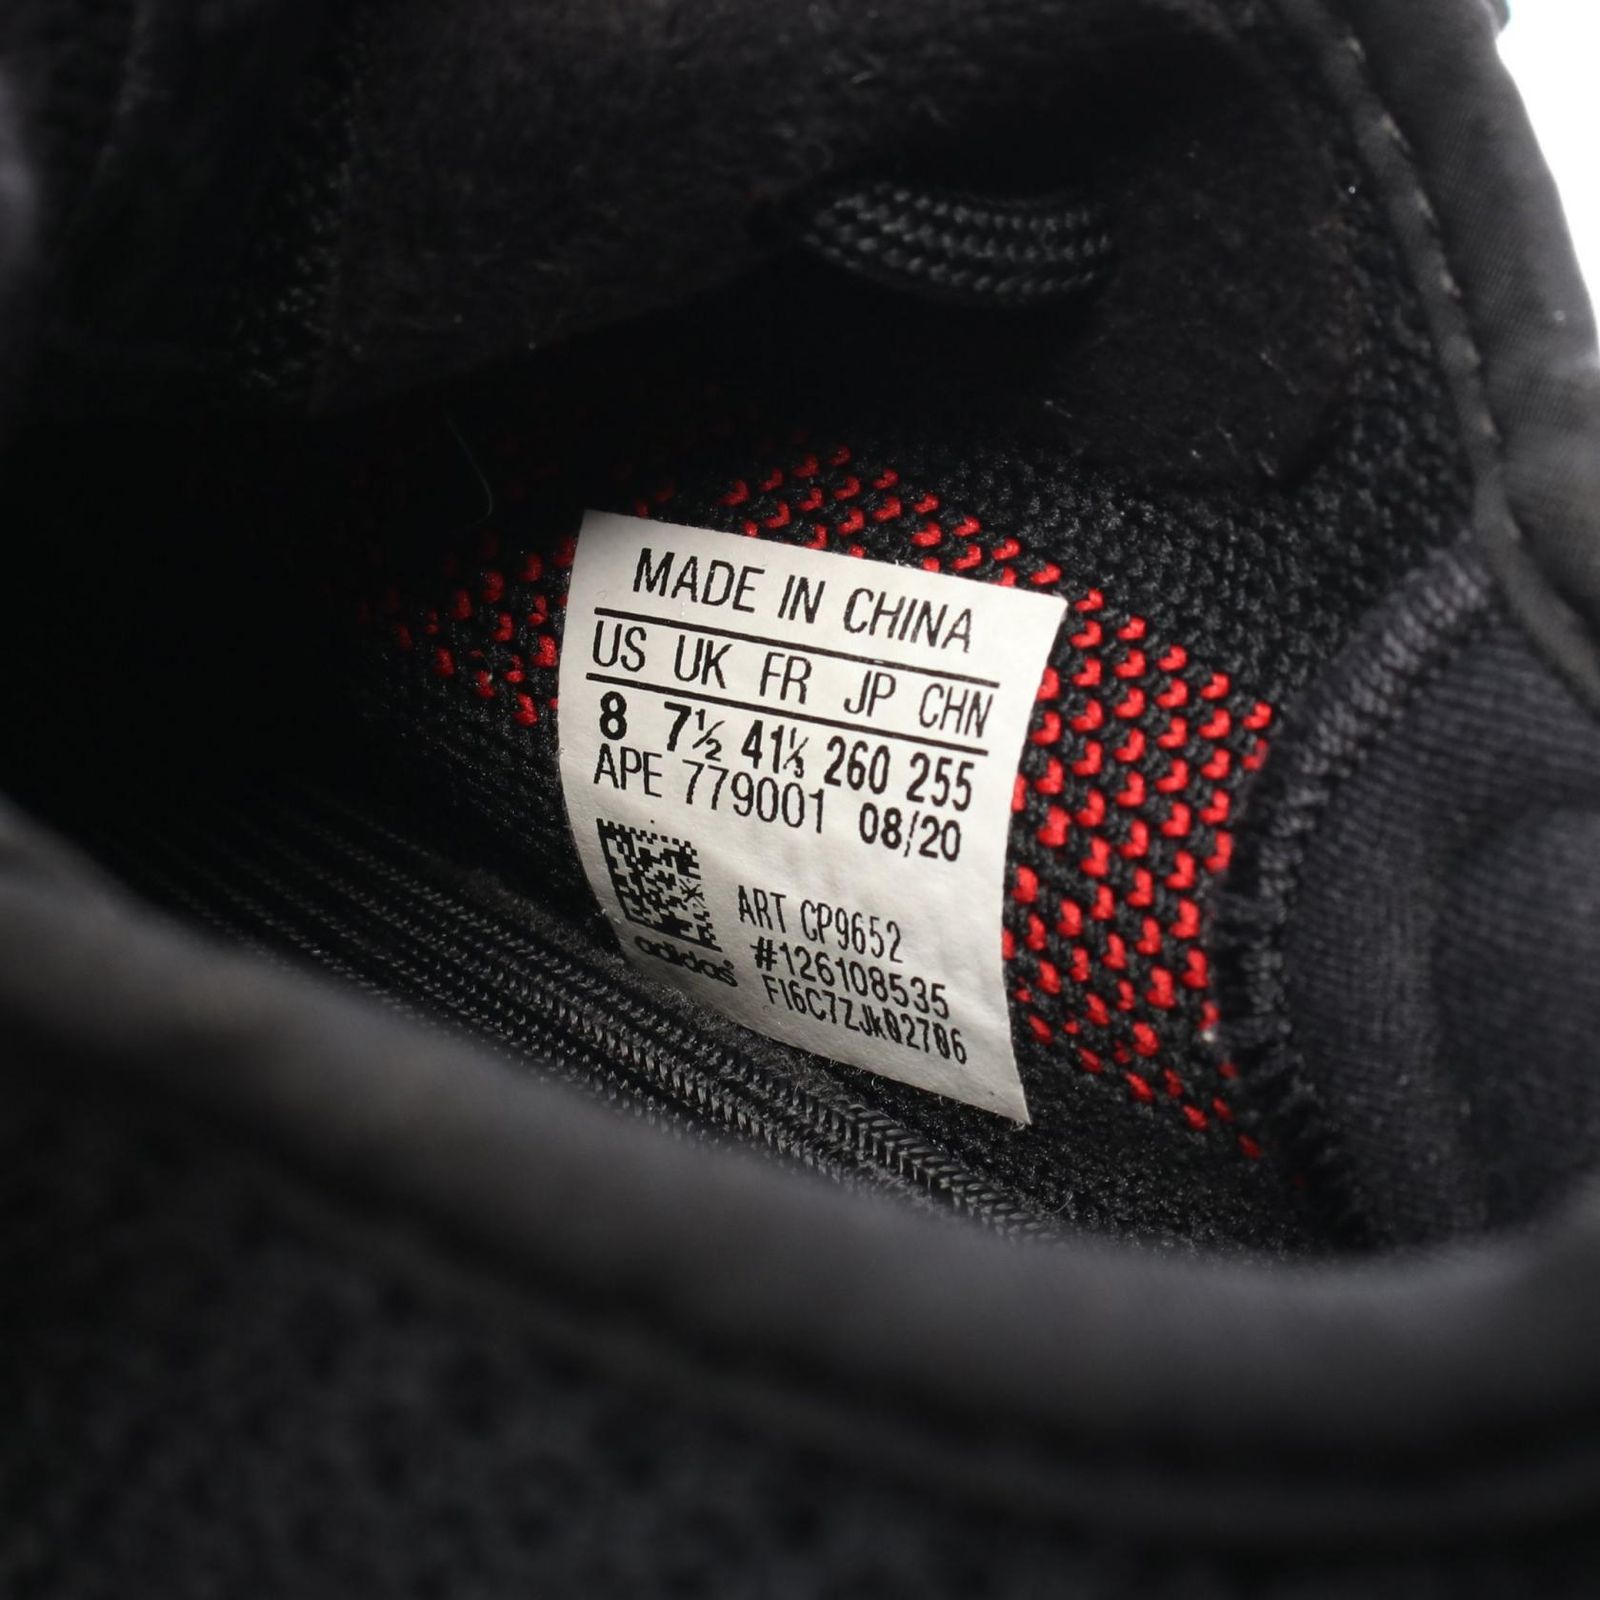 MADE IN CHINA
US UK FR JP CHN
8 7½ 41⅓ 260 255
APE 779001 08/20
ART CP9652
#126108535
adidas
F16C7ZJk02706